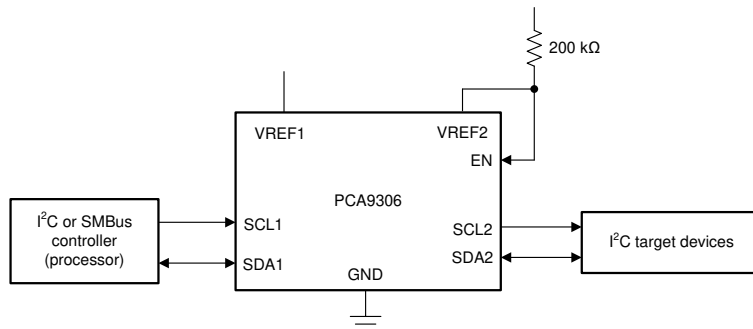 200 kΩ
VREF1
VREF2
EN
PCA9306
I²C or SMBus
controller
(processor)
SCL1
SDA1
SCL2
SDA2
I²C target devices
GND